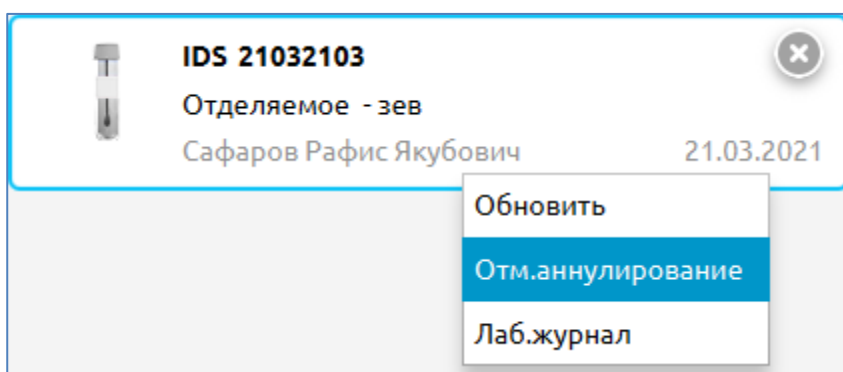 IDS 21032103
Отделяемое - зев
Сафаров Рафис Якубович 21.03.2021
Обновить
Отм.аннулирование
Лаб.журнал